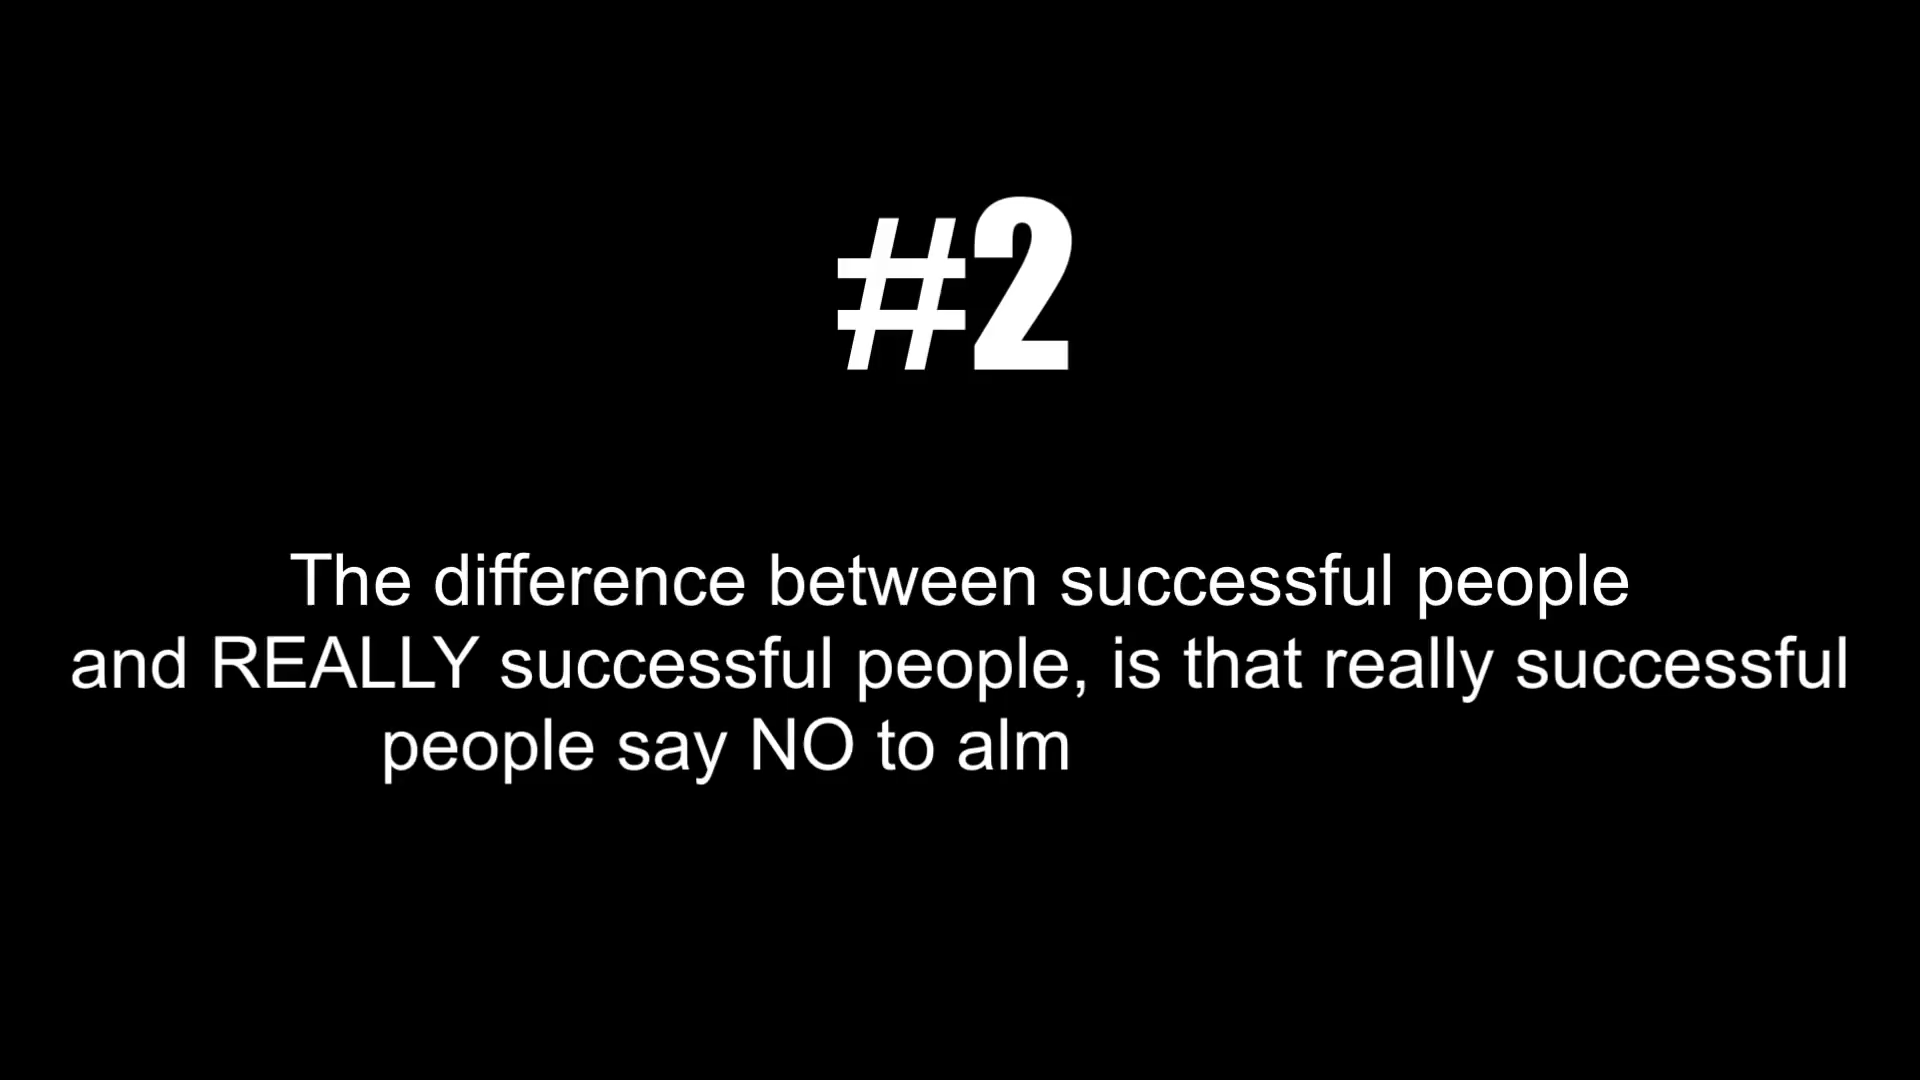 #2
The difference between successful people
and REALLY successful people, is that really successful
people say NO to alm